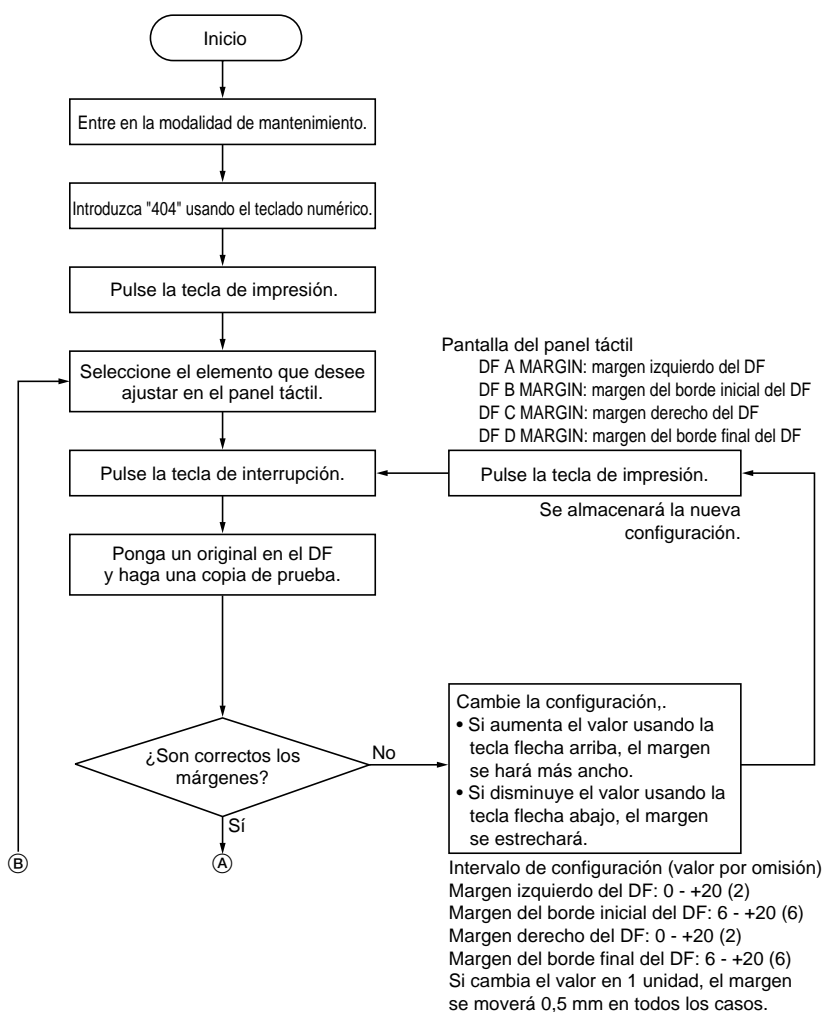 Inicio
Entre en la modalidad de mantenimiento.
Introduzca "404" usando el teclado numérico.
Pulse la tecla de impresión.
Seleccione el elemento que desee
ajustar en el panel táctil.
Pulse la tecla de interrupción.
Ponga un original en el DF
y haga una copia de prueba.
¿Son correctos los
márgenes?
No
Sí
B
A
Pantalla del panel táctil
DF A MARGIN: margen izquierdo del DF
DF B MARGIN: margen del borde inicial del DF
DF C MARGIN: margen derecho del DF
DF D MARGIN: margen del borde final del DF
Pulse la tecla de impresión.
Se almacenará la nueva
configuración.
Cambie la configuración,.
• Si aumenta el valor usando la
tecla flecha arriba, el margen
se hará más ancho.
• Si disminuye el valor usando la
tecla flecha abajo, el margen
se estrechará.
Intervalo de configuración (valor por omisión)
Margen izquierdo del DF: 0 - +20 (2)
Margen del borde inicial del DF: 6 - +20 (6)
Margen derecho del DF: 0 - +20 (2)
Margen del borde final del DF: 6 - +20 (6)
Si cambia el valor en 1 unidad, el margen
se moverá 0,5 mm en todos los casos.